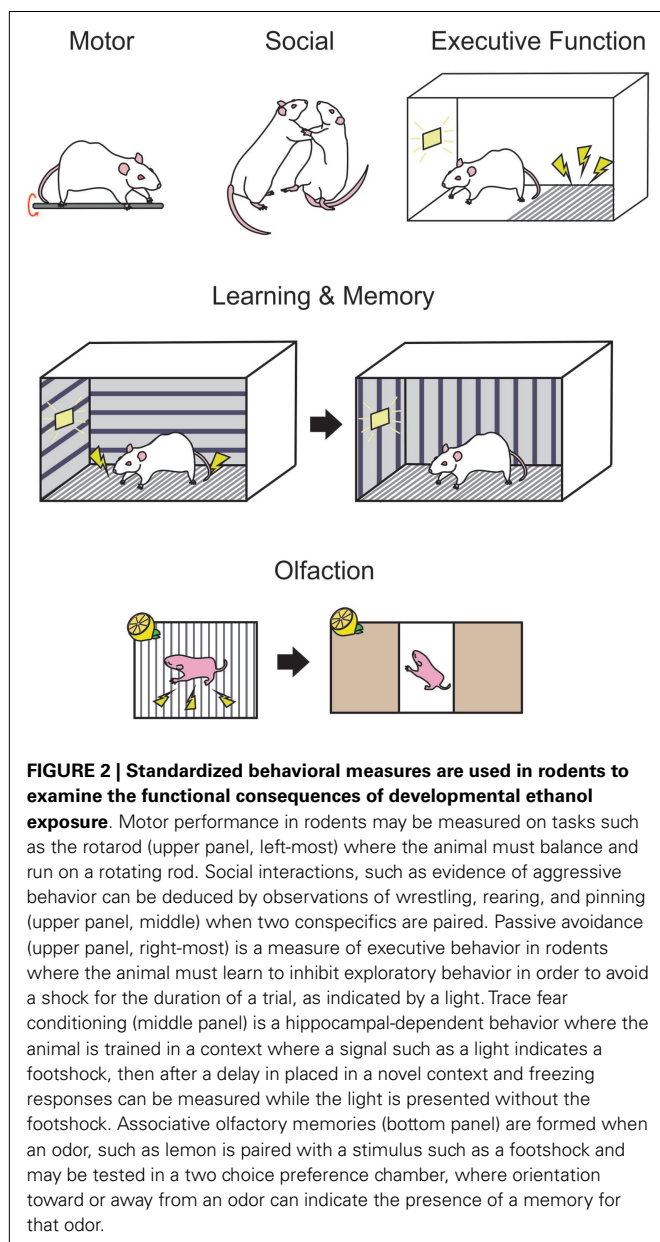 Motor Social Executive Function
Learning & Memory
Olfaction
FIGURE 2 | Standardized behavioral measures are used in rodents to
examine the functional consequences of developmental ethanol
exposure. Motor performance in rodents may be measured on tasks such
as the rotarod (upper panel, left-most) where the animal must balance and
run on a rotating rod. Social interactions, such as evidence of aggressive
behavior can be deduced by observations of wrestling, rearing, and pinning
(upper panel, middle) when two conspecifics are paired. Passive avoidance
(upper panel, right-most) is a measure of executive behavior in rodents
where the animal must learn to inhibit exploratory behavior in order to avoid
a shock for the duration of a trial, as indicated by a light. Trace fear
conditioning (middle panel) is a hippocampal-dependent behavior where the
animal is trained in a context where a signal such as a light indicates a
footshock, then after a delay in placed in a novel context and freezing
responses can be measured while the light is presented without the
footshock. Associative olfactory memories (bottom panel) are formed when
an odor, such as lemon is paired with a stimulus such as a footshock and
may be tested in a two choice preference chamber, where orientation
toward or away from an odor can indicate the presence of a memory for
that odor.